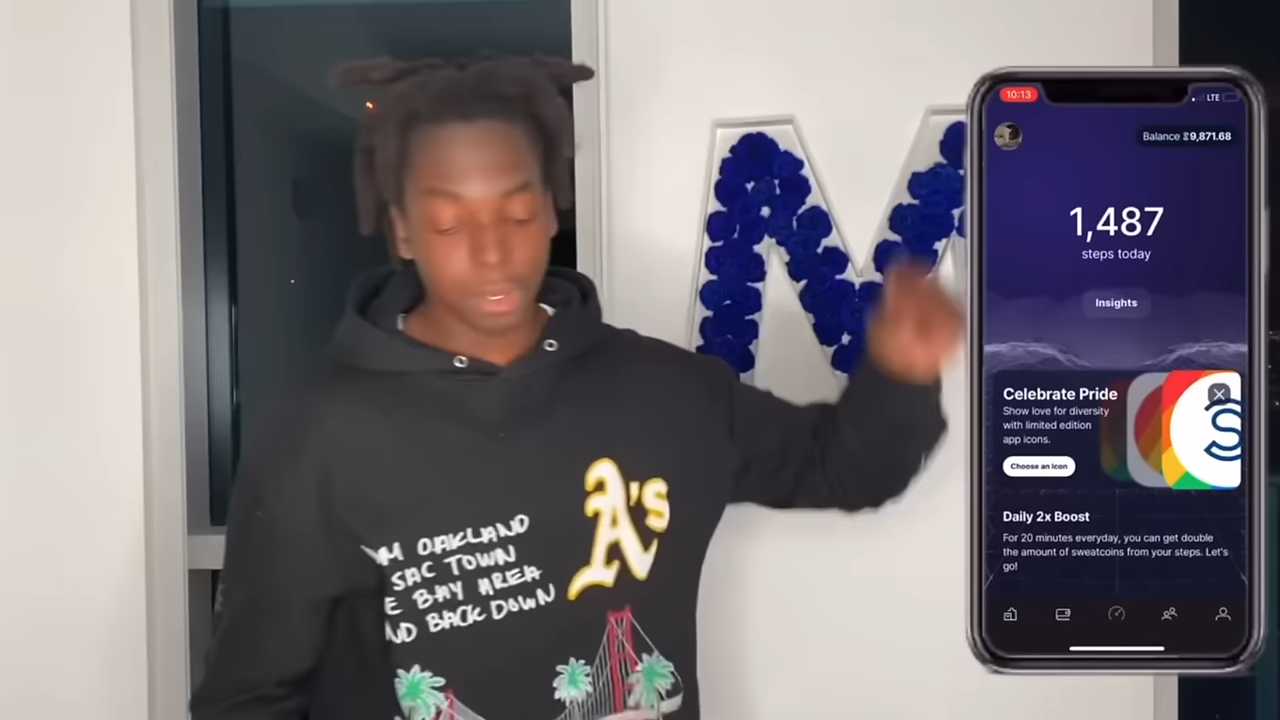 A's
M OAKLAND
SAC TOWN
E BAY AREA
ND BACK DOWN
M
10:13
LTE
Balance 9,871.68
1,487
steps today
Insights
Celebrate Pride
Show love for diversity
with limited edition
app icons.
Choose an Icon
S
Daily 2x Boost
For 20 minutes everyday, you can get double
the amount of sweatcoins from your steps. Let's
go!